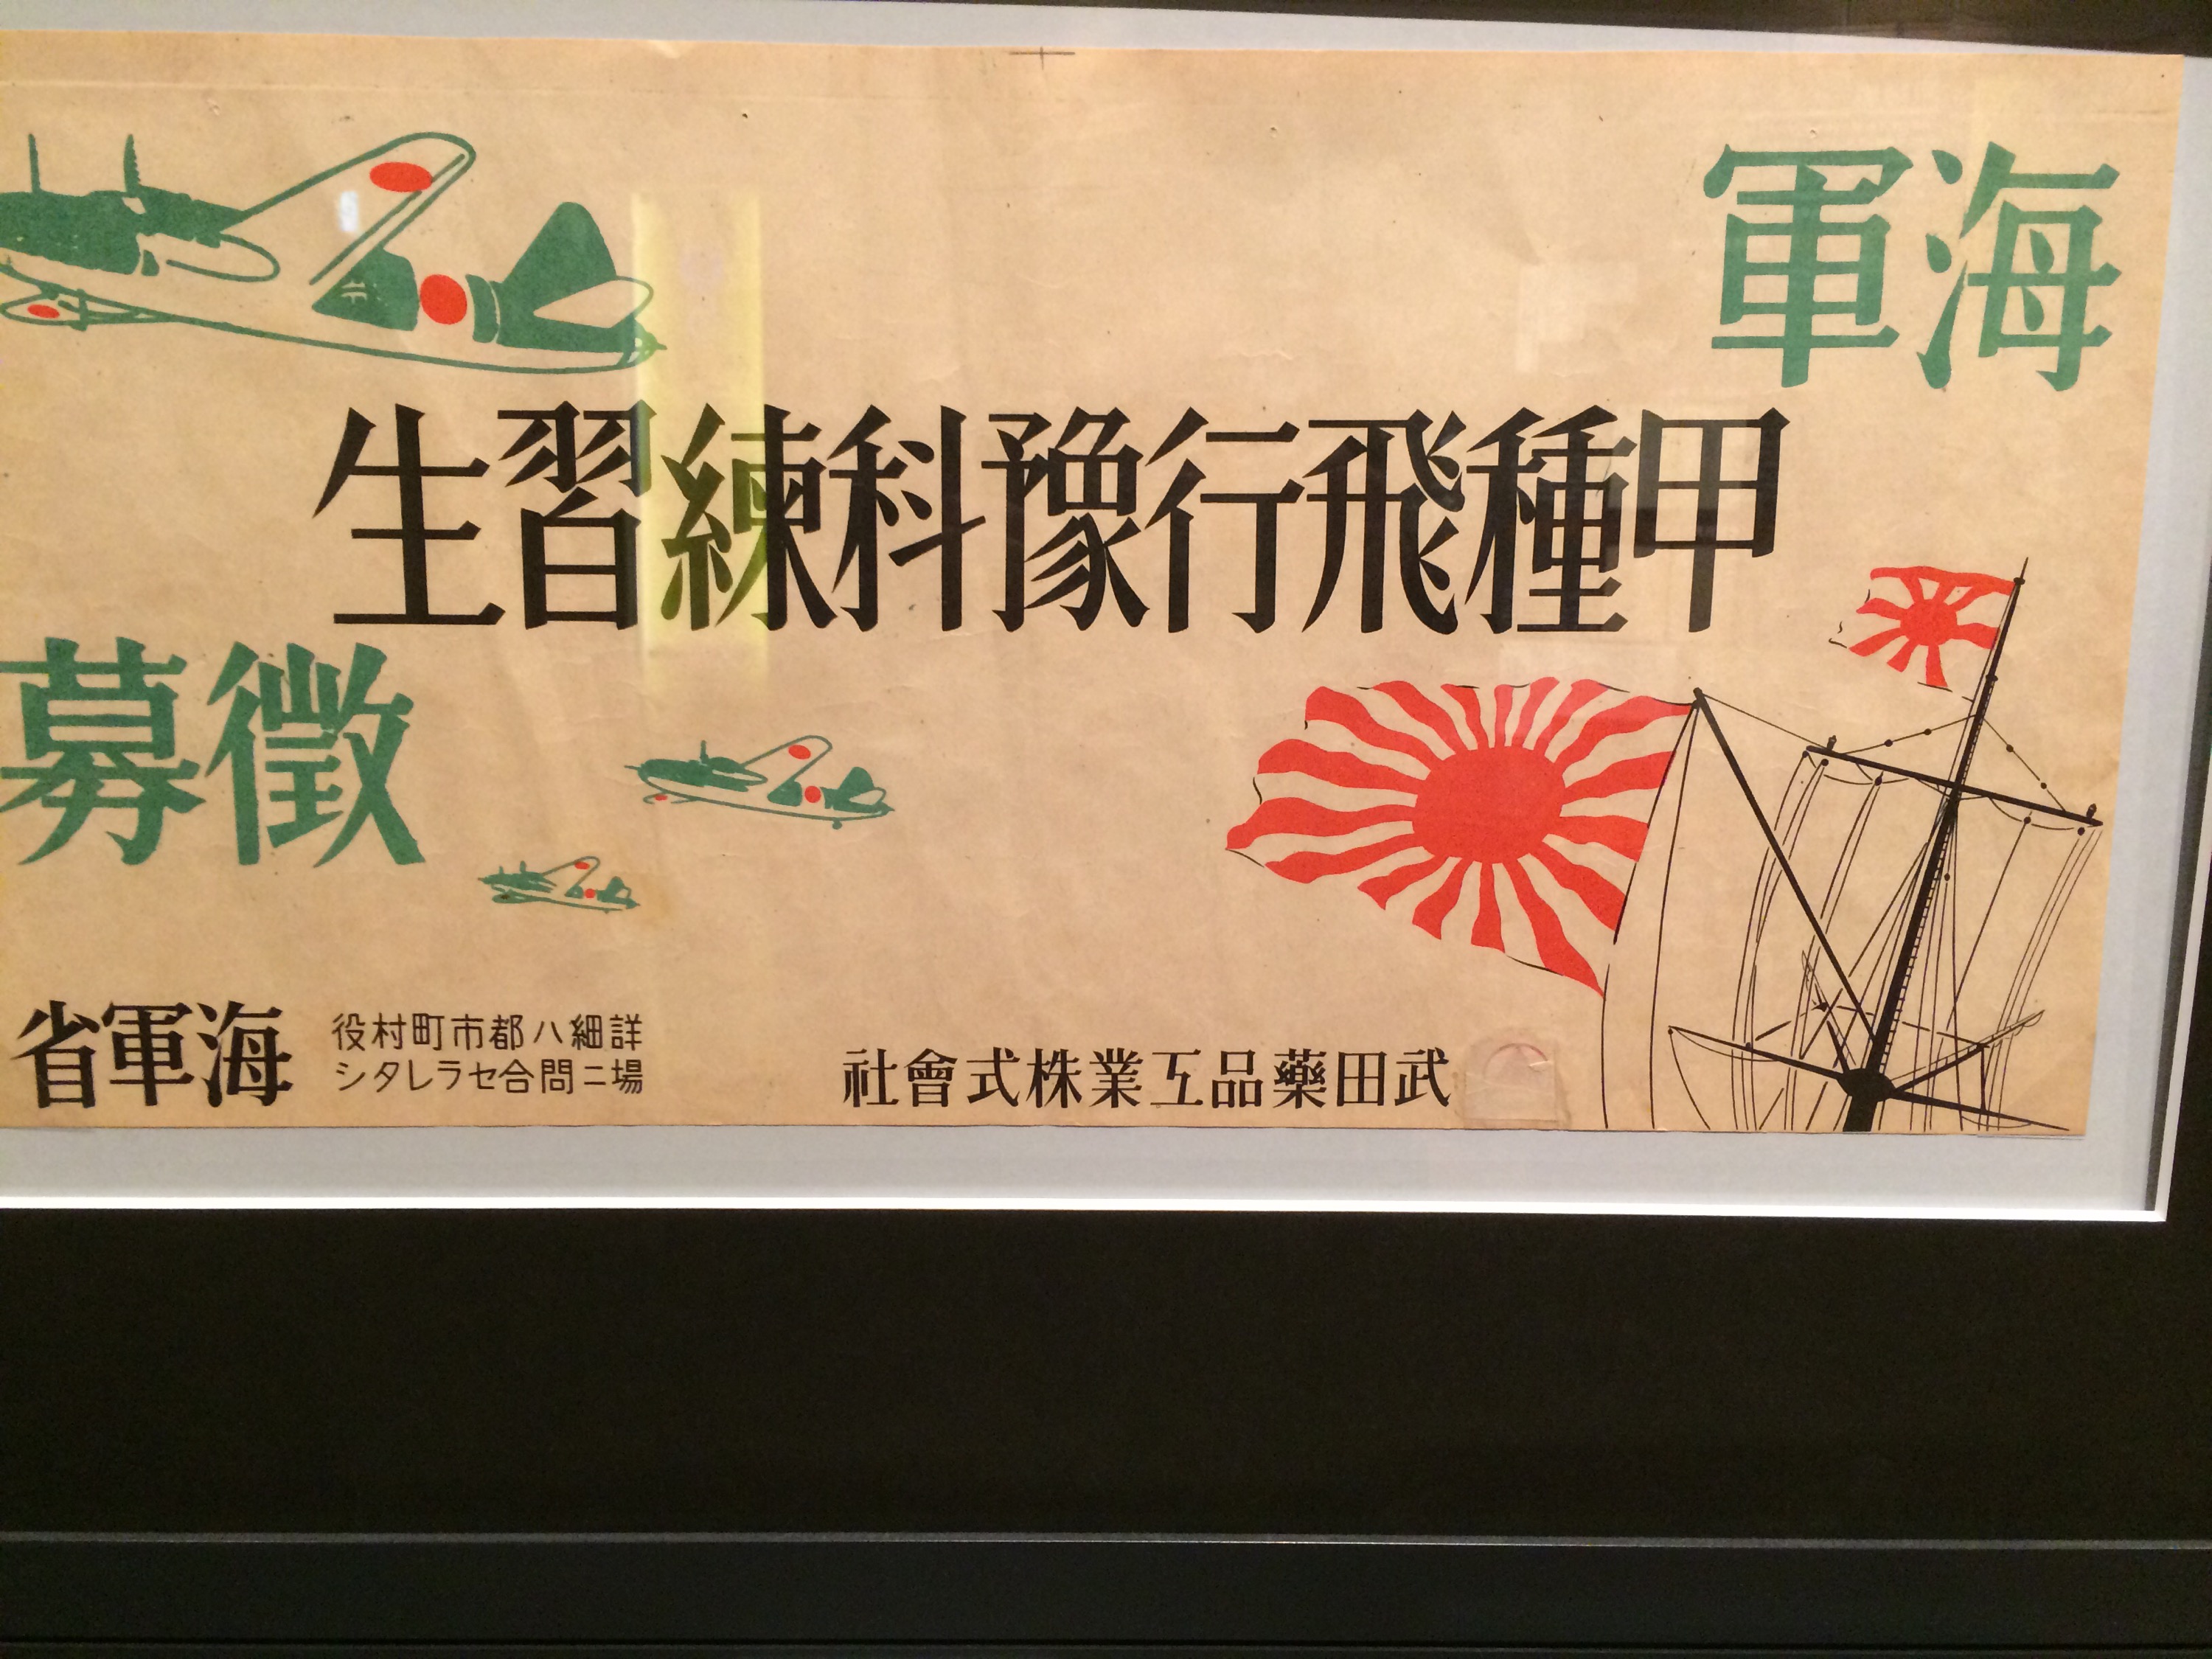 海軍
甲種飛行豫科練習生
徴募
武田藥品工業株式會社
詳細ハ都市町村役
場ニ問合セラレタシ
海軍省